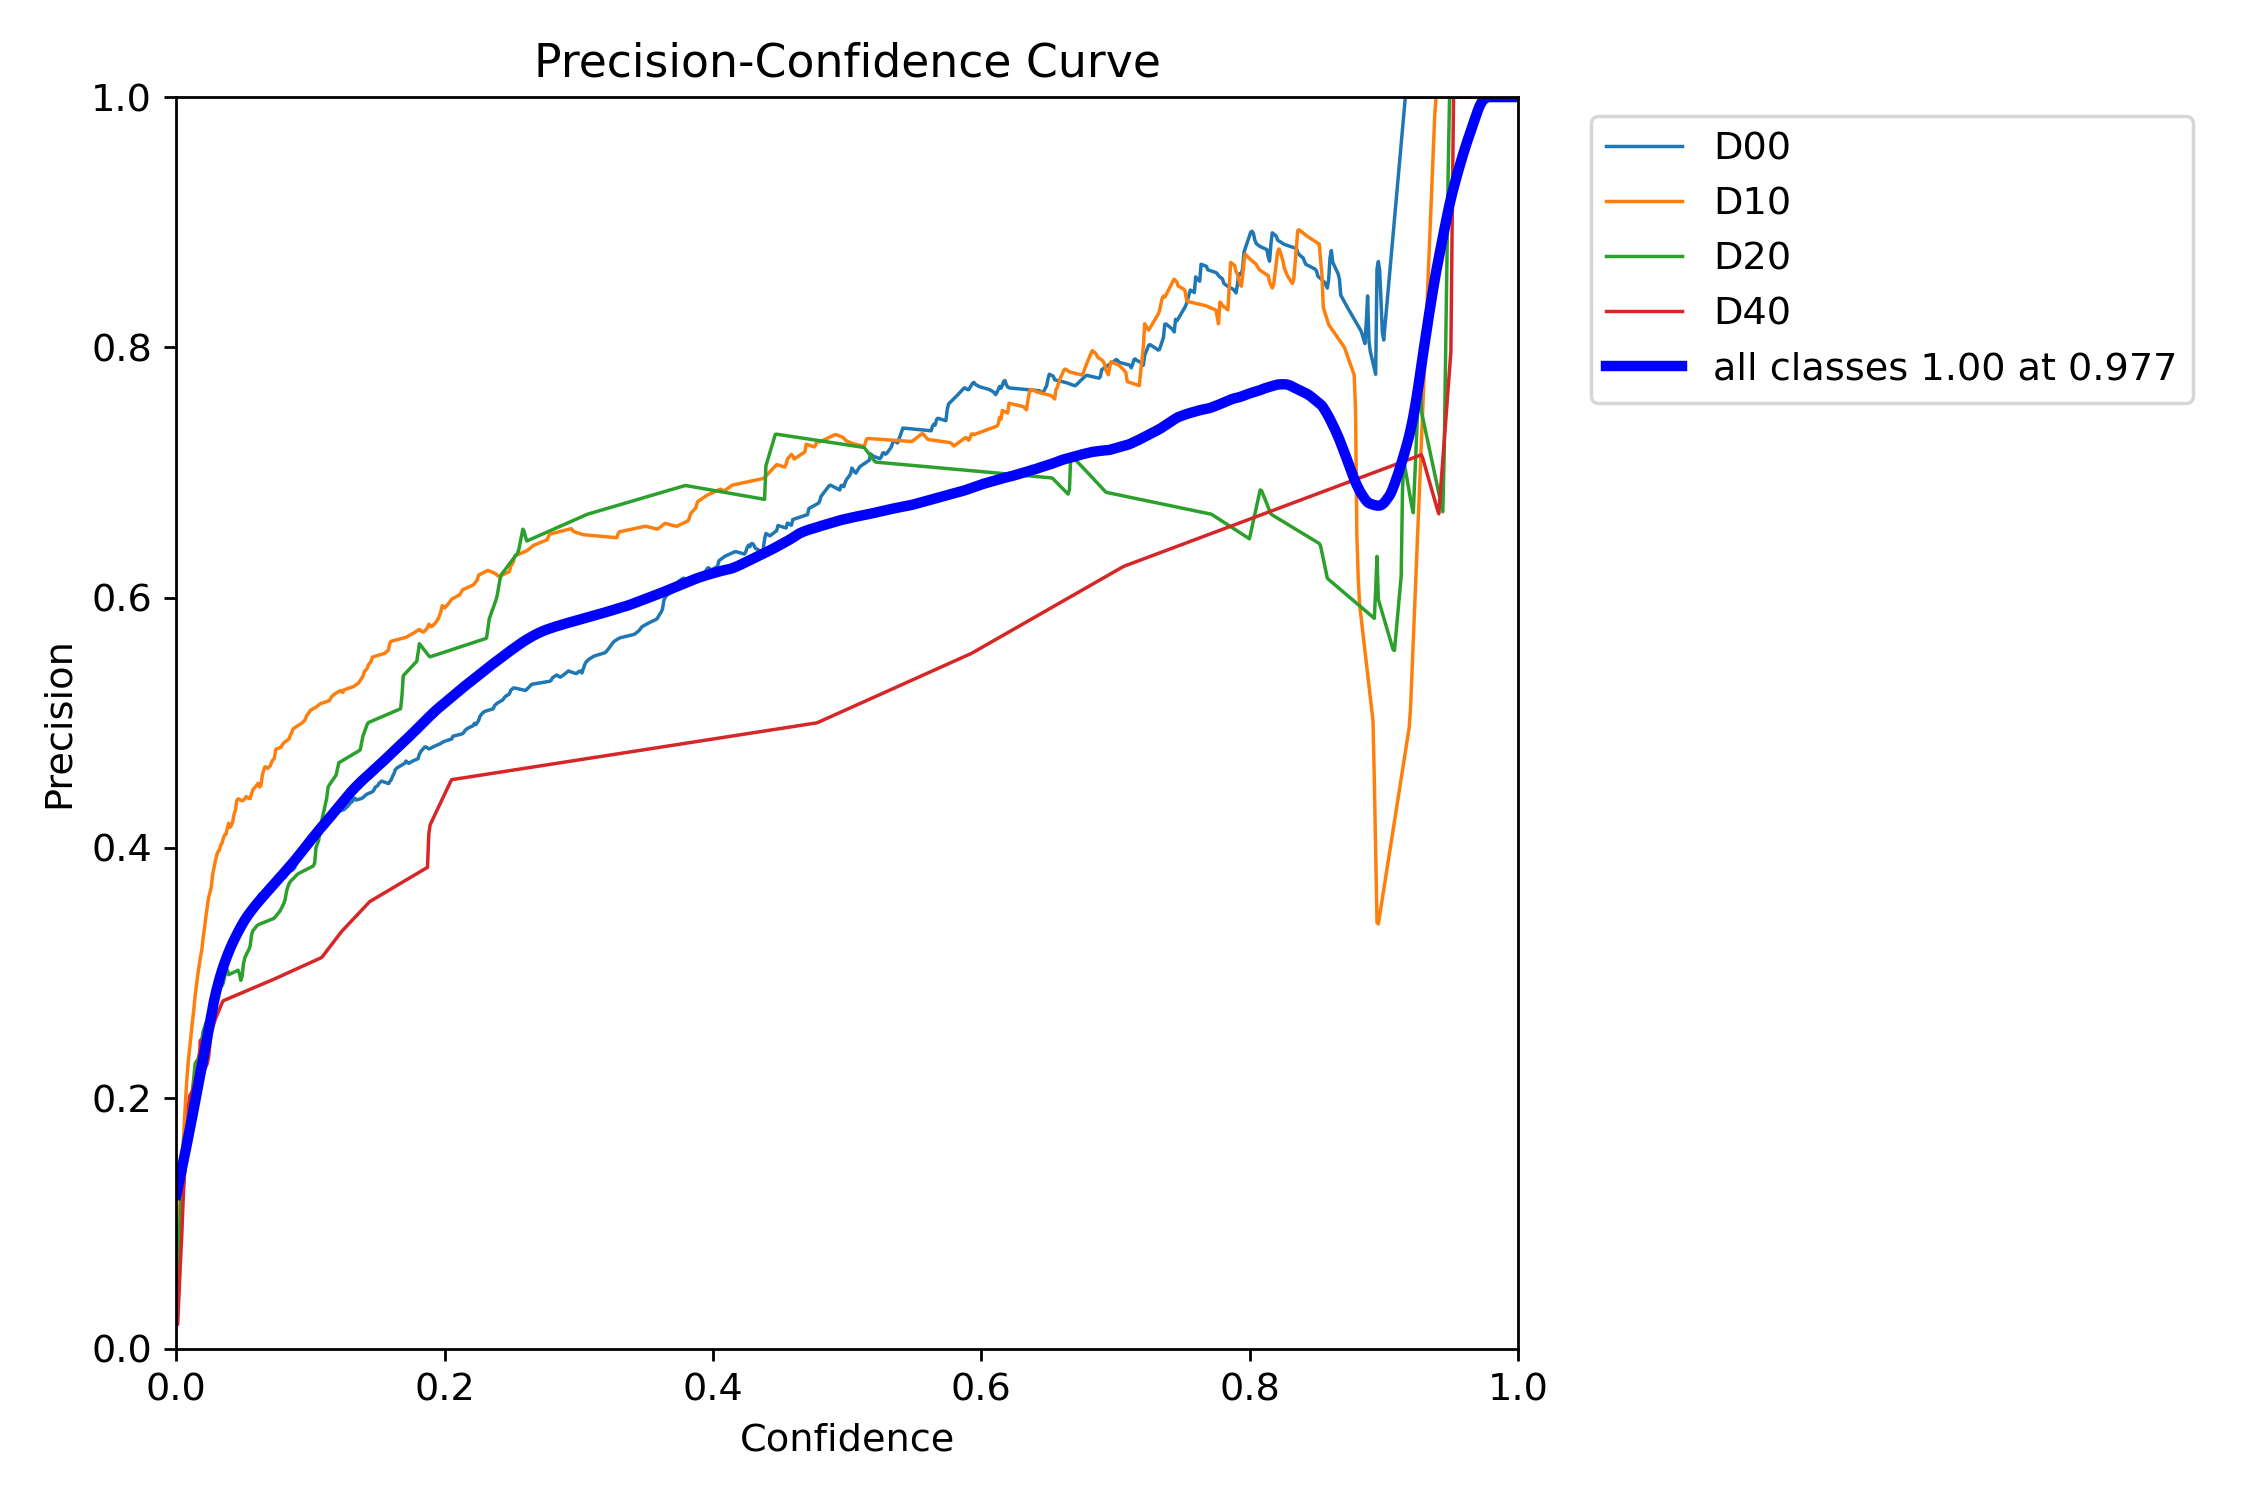 Precision-Confidence Curve
1.0
0.8
0.6
0.4
0.2
0.0
Precision
0.0 0.2 0.4 0.6 0.8 1.0
Confidence
D00
D10
D20
D40
all classes 1.00 at 0.977